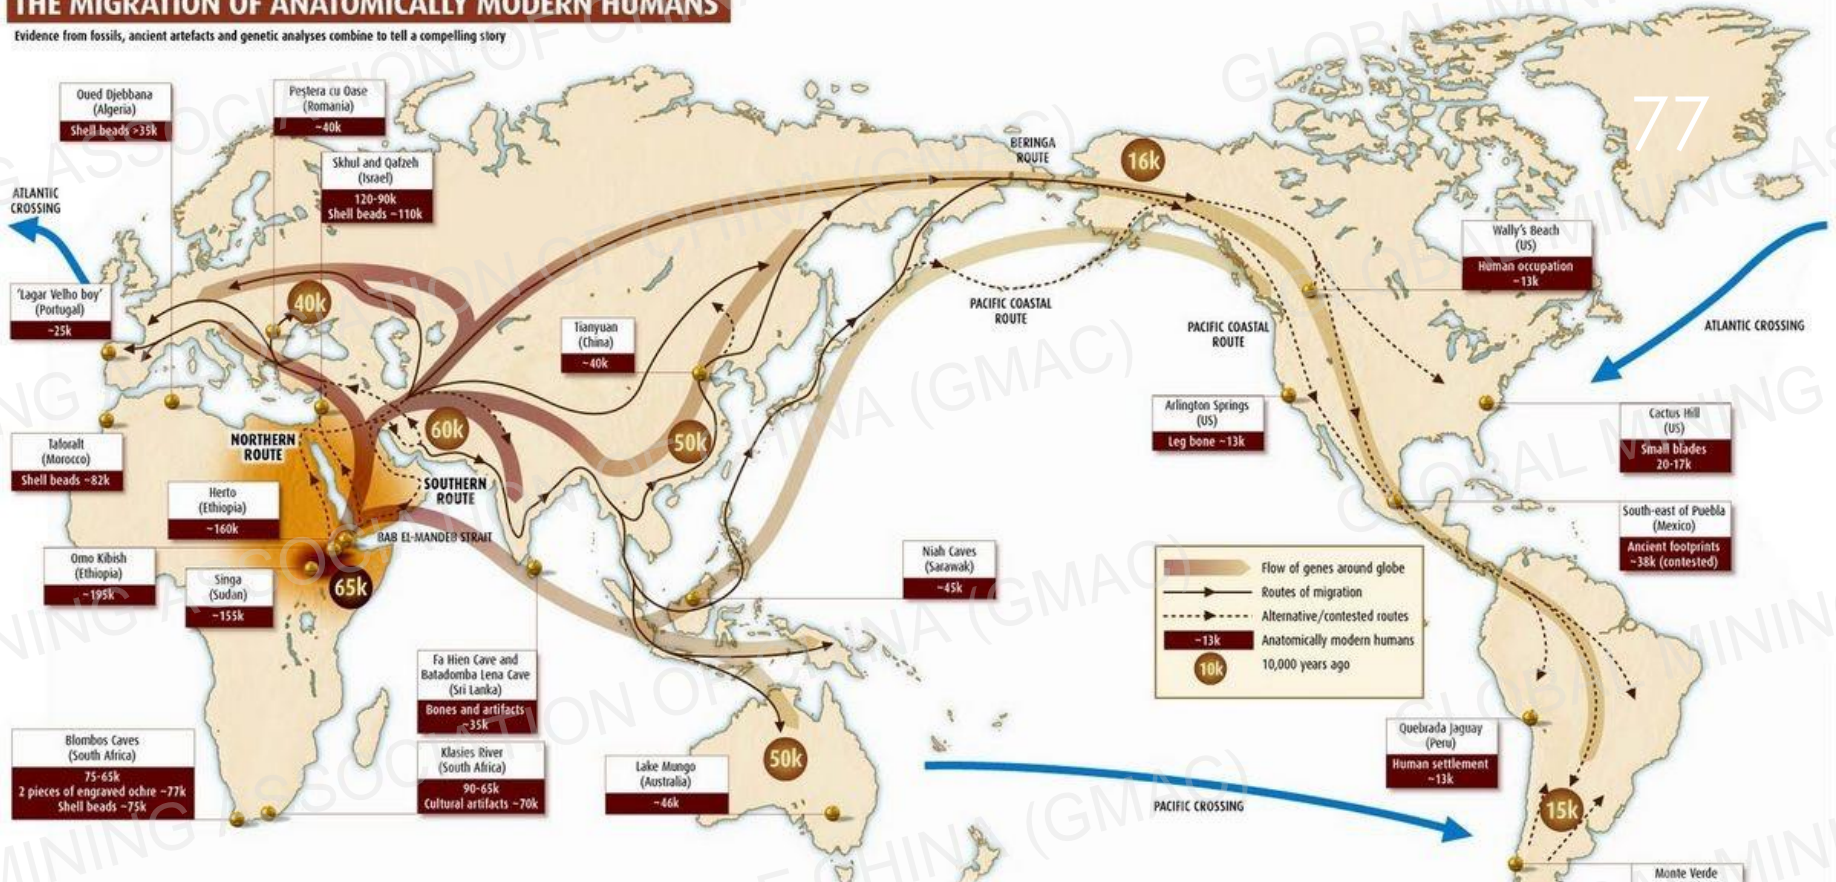 THE MIGRATION OF ANATOMICALLY MODERN HUMANS
Evidence from fossils, ancient artefacts and genetic analyses combine to tell a compelling story
77
Oued Djebbana
(Algeria)
Shell beads >35k
Peştera cu Oase
(Romania)
~40k
Skhul and Qafzeh
(Israel)
120-90k
Shell beads ~110k
ATLANTIC
CROSSING
'Lagar Velho boy'
(Portugal)
~25k
40k
BERINGA
ROUTE
16k
Wally's Beach
(US)
Human occupation
~13k
PACIFIC COASTAL
ROUTE
PACIFIC COASTAL
ROUTE
ATLANTIC CROSSING
Tianyuan
(China)
~40k
Taforalt
(Morocco)
Shell beads ~82k
NORTHERN
ROUTE
60k
50k
SOUTHERN
ROUTE
Arlington Springs
(US)
Leg bone ~13k
Cactus Hill
(US)
Small blades
20-17k
Herto
(Ethiopia)
~160k
BAB EL-MANDEB STRAIT
South-east of Puebla
(Mexico)
Ancient footprints
~38k (contested)
Omo Kibish
(Ethiopia)
~195k
Singa
(Sudan)
~155k
65k
Niah Caves
(Sarawak)
~45k
Flow of genes around globe
Routes of migration
Alternative/contested routes
~13k Anatomically modern humans
10k 10,000 years ago
Fa Hien Cave and
Batadomba Lena Cave
(Sri Lanka)
Bones and artifacts
~35k
Blombos Caves
(South Africa)
75-65k
2 pieces of engraved ochre ~77k
Shell beads ~75k
Klasies River
(South Africa)
90-65k
Cultural artifacts ~70k
Lake Mungo
(Australia)
~46k
50k
PACIFIC CROSSING
Quebrada Jaguay
(Peru)
Human settlement
~13k
15k
Monte Verde
GLOBAL MINING ASSOCIATION OF CHINA (GMAC)